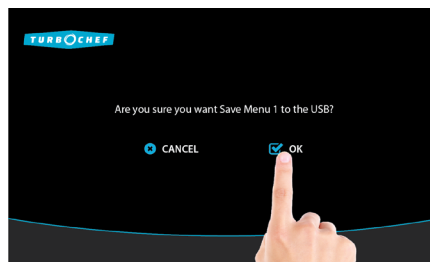 TURBOCHEF
Are you sure you want Save Menu 1 to the USB?
CANCEL
OK